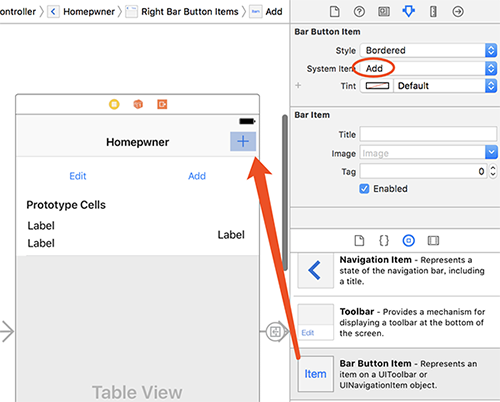 ontroller
Homepwner
Right Bar Button Items
Item
Add
Bar Button Item
Style
Bordered
System Item
Add
Tint
Default
Bar Item
Title
Image
Image
Tag
0
Enabled
Homepwner
Edit
Add
Prototype Cells
Label
Label
Label
Table View
Navigation Item - Represents a
state of the navigation bar, including
a title.
Edit
Toolbar - Provides a mechanism for
displaying a toolbar at the bottom of
the screen.
Item
Bar Button Item - Represents an
item on a UIToolbar or
UINavigationItem object.